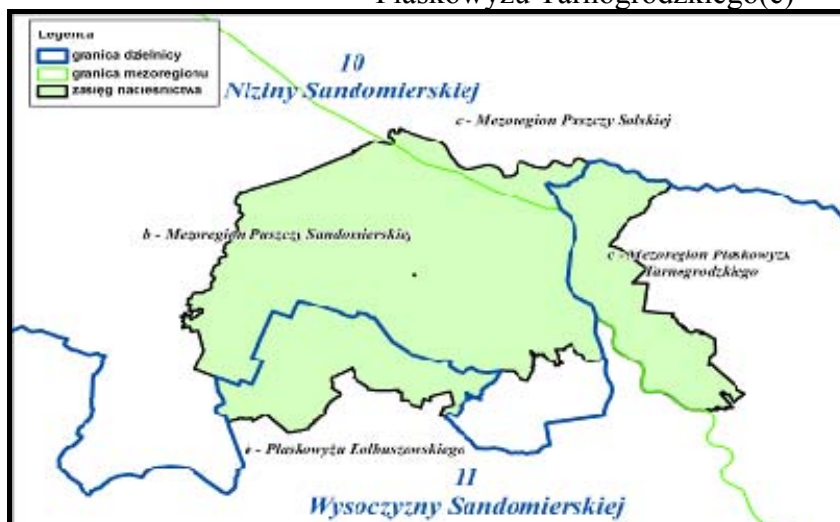 Płaskowyżu Tarnogrodzkiego(e)
Legenda
granica dzielnicy
granica mezoregionu
zasięg nadleśnictwa
10
Niziny Sandomierskiej
c - Mezoregion Puszczy Solskiej
b - Mezoregion Puszczy Sandomierskiej
e - Mezoregion Płaskowyżu
Tarnogrodzkiego
Płaskowyżu Kolbuszowskiego
11
Wysoczyzny Sandomierskiej